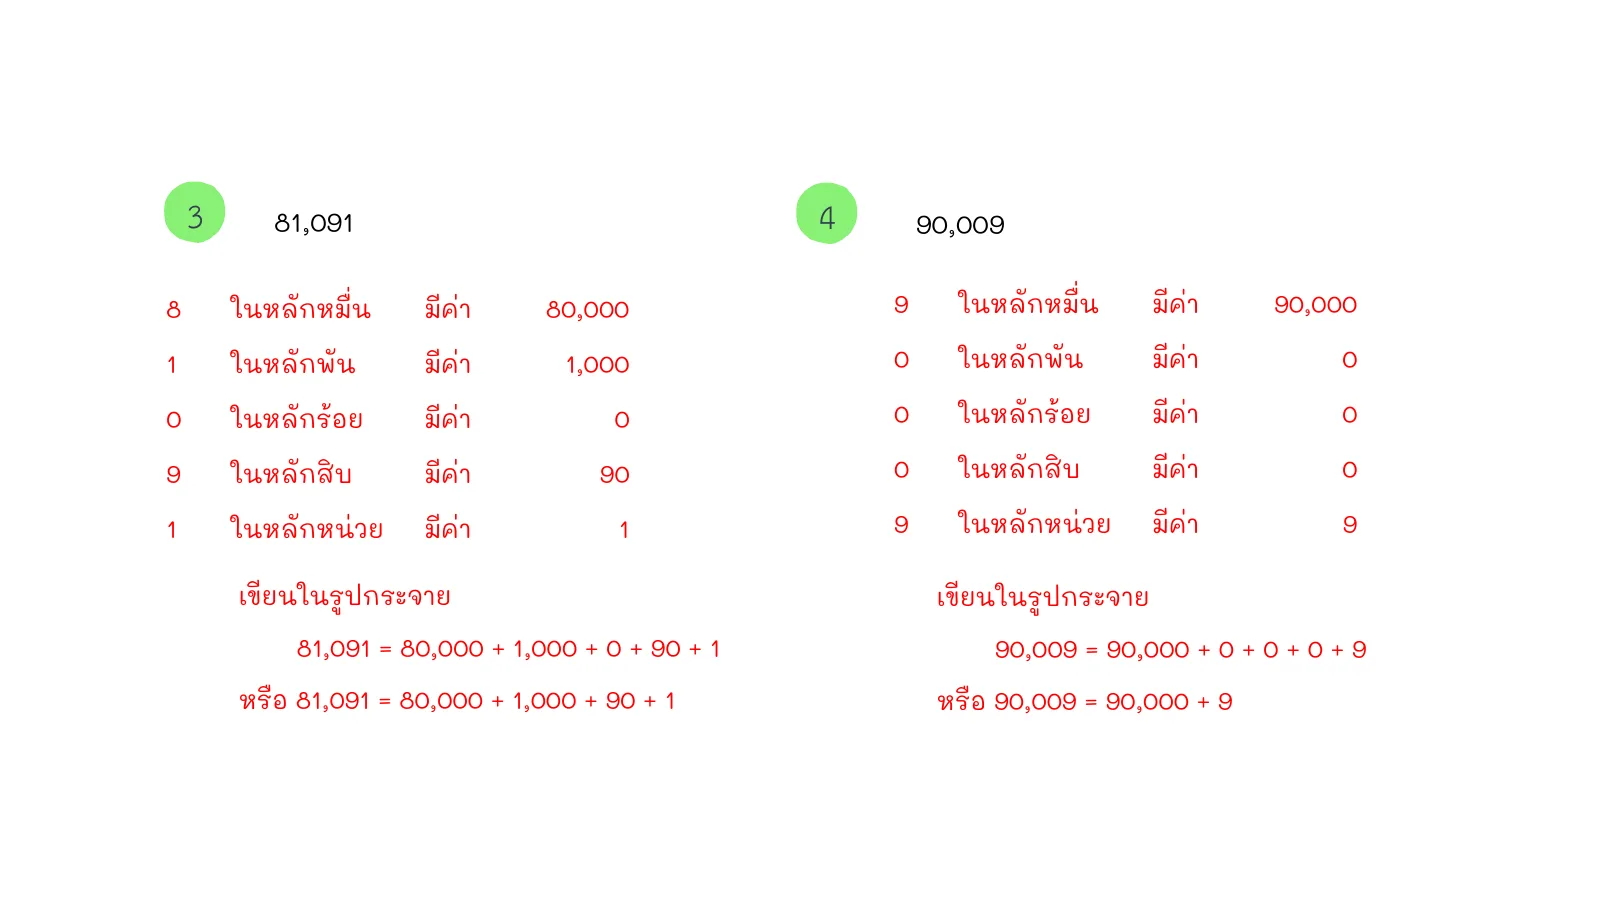 3 81,091
8 ในหลักหมื่น มีค่า 80,000
1 ในหลักพัน มีค่า 1,000
0 ในหลักร้อย มีค่า 0
9 ในหลักสิบ มีค่า 90
1 ในหลักหน่วย มีค่า 1
เขียนในรูปกระจาย
81,091 = 80,000 + 1,000 + 0 + 90 + 1
หรือ 81,091 = 80,000 + 1,000 + 90 + 1
4 90,009
9 ในหลักหมื่น มีค่า 90,000
0 ในหลักพัน มีค่า 0
0 ในหลักร้อย มีค่า 0
0 ในหลักสิบ มีค่า 0
9 ในหลักหน่วย มีค่า 9
เขียนในรูปกระจาย
90,009 = 90,000 + 0 + 0 + 0 + 9
หรือ 90,009 = 90,000 + 9